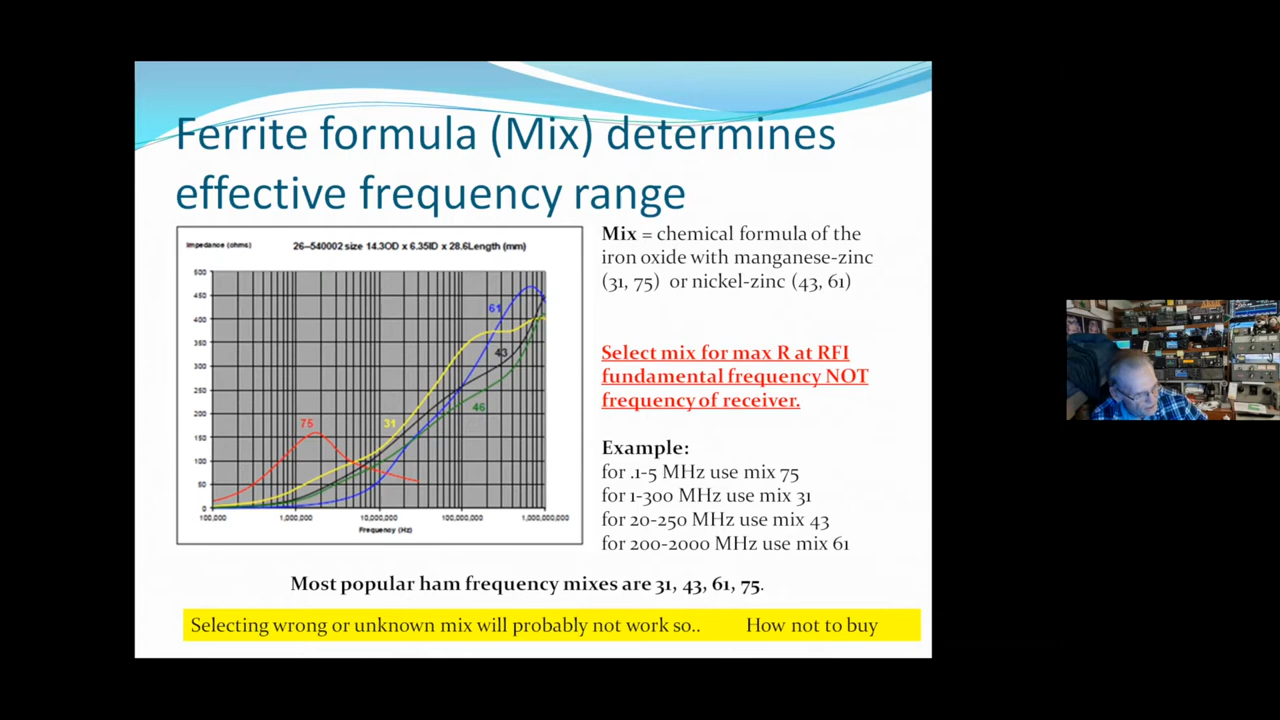 Ferrite formula (Mix) determines
effective frequency range
Impedance (ohms)
26–540002 size 14.3OD x 6.35ID x 28.6Length (mm)
500
450
400
350
300
250
200
150
100
50
0
61
43
46
31
75
100,000
1,000,000
10,000,000
100,000,000
1,000,000,000
Frequency (Hz)
Mix = chemical formula of the
iron oxide with manganese-zinc
(31, 75) or nickel-zinc (43, 61)
Select mix for max R at RFI
fundamental frequency NOT
frequency of receiver.
Example:
for .1-5 MHz use mix 75
for 1-300 MHz use mix 31
for 20-250 MHz use mix 43
for 200-2000 MHz use mix 61
Most popular ham frequency mixes are 31, 43, 61, 75.
Selecting wrong or unknown mix will probably not work so.. How not to buy